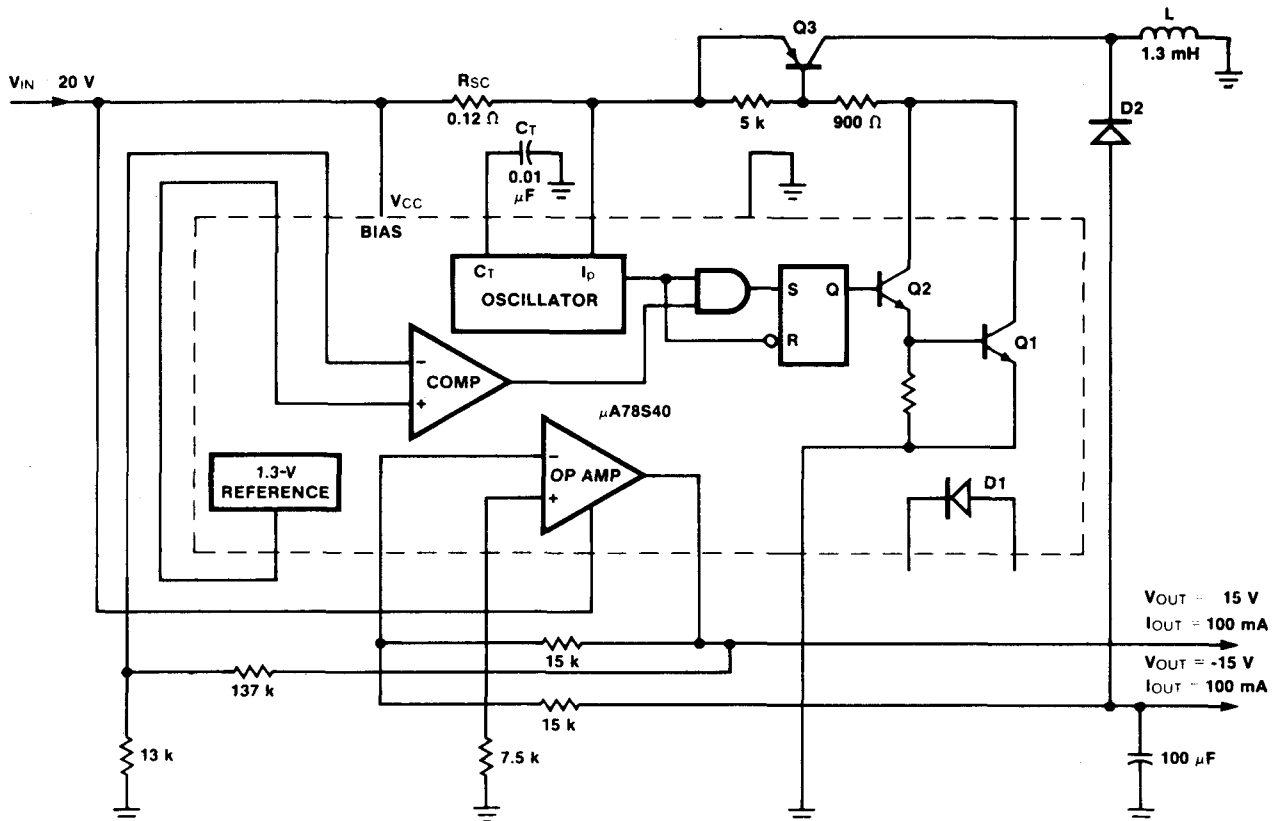 L
1.3 mH
Q3
VIN 20 V
RSC
0.12 Ω
5 k
900 Ω
D2
CT
0.01
μF
VCC
BIAS
CT
Ip
OSCILLATOR
S
Q
R
Q2
Q1
−
COMP
+
μA78S40
−
OP AMP
+
1.3-V
REFERENCE
D1
VOUT = 15 V
IOUT = 100 mA
VOUT = -15 V
IOUT = 100 mA
15 k
137 k
15 k
13 k
7.5 k
100 μF